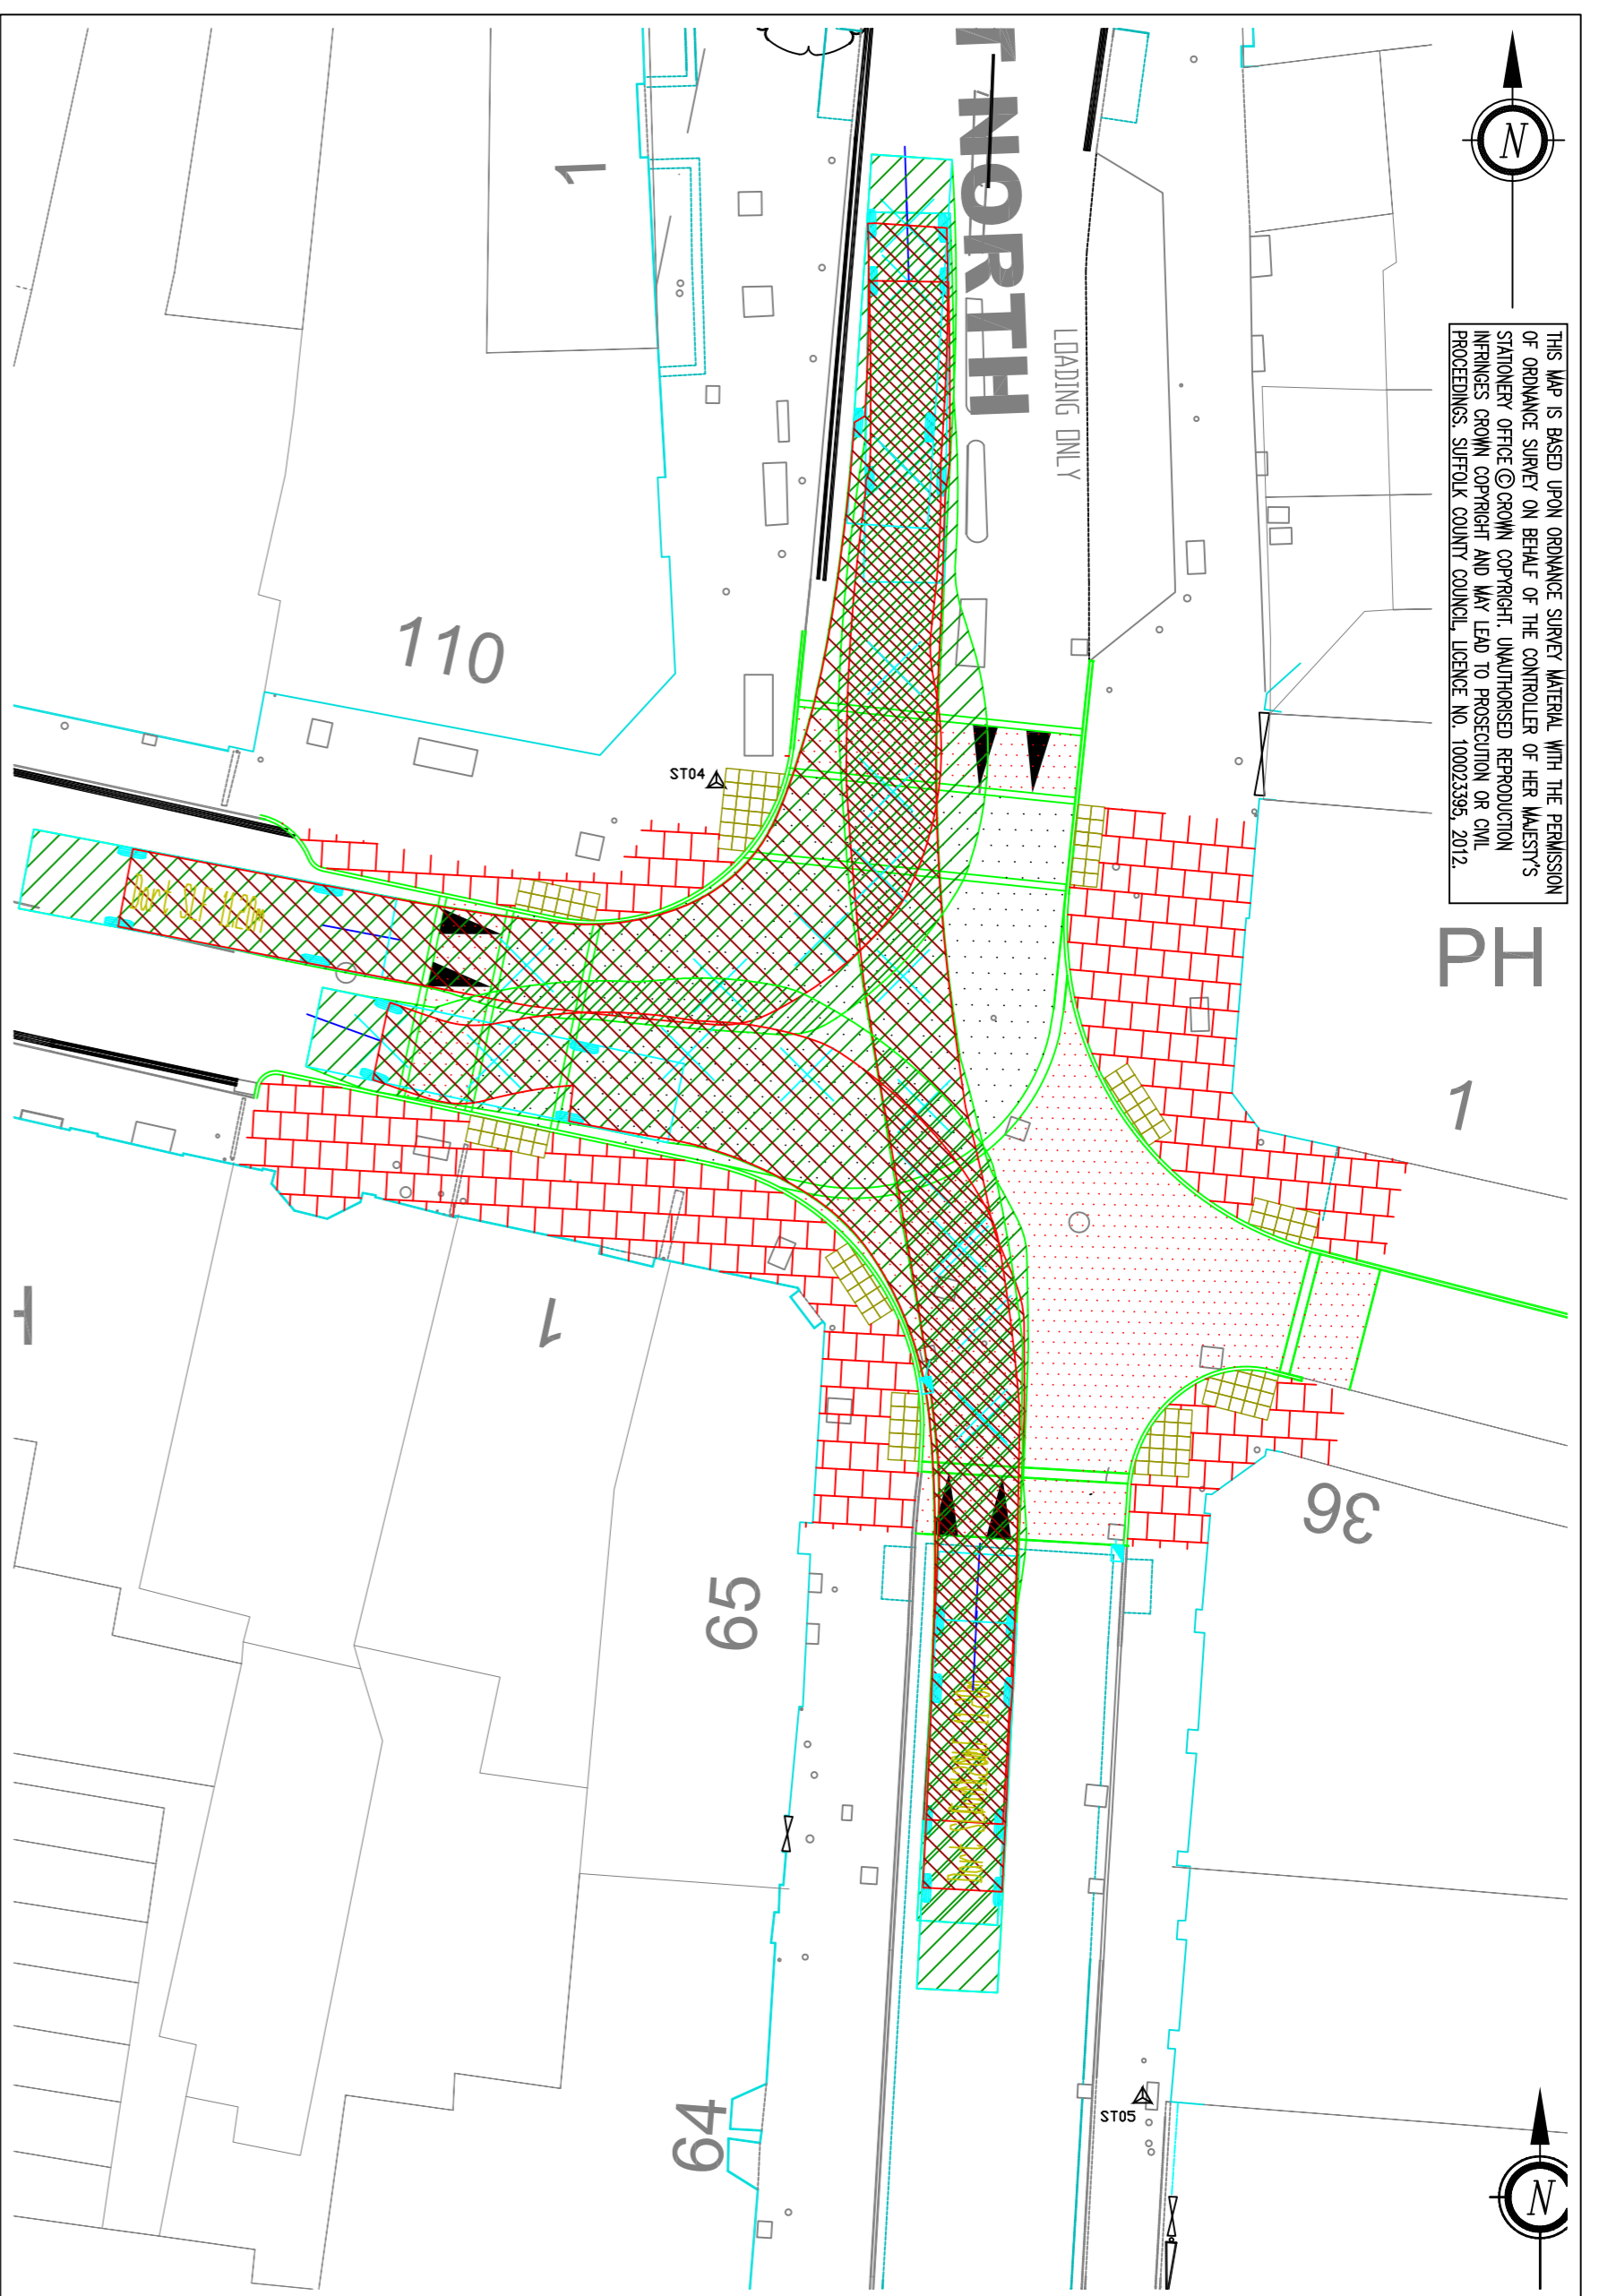 N
THIS MAP IS BASED UPON ORDNANCE SURVEY MATERIAL WITH THE PERMISSION
OF ORDNANCE SURVEY ON BEHALF OF THE CONTROLLER OF HER MAJESTY'S
STATIONERY OFFICE © CROWN COPYRIGHT. UNAUTHORISED REPRODUCTION
INFRINGES CROWN COPYRIGHT AND MAY LEAD TO PROSECUTION OR CIVIL
PROCEEDINGS. SUFFOLK COUNTY COUNCIL, LICENCE NO. 100023395, 2012.
NORTH
LOADING ONLY
1
110
ST04
PH
1
1
36
65
64
ST05
N